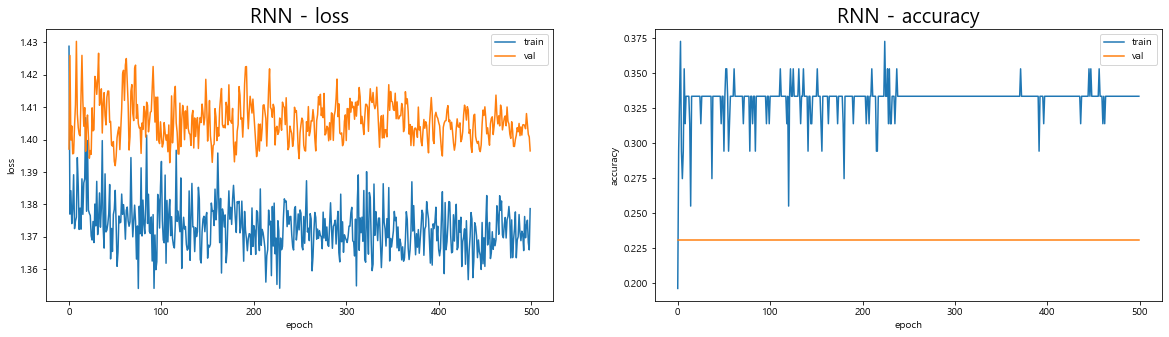 RNN - loss
train
val
1.43
1.42
1.41
1.40
1.39
1.38
1.37
1.36
loss
0
100
200
300
400
500
epoch
RNN - accuracy
train
val
0.375
0.350
0.325
0.300
0.275
0.250
0.225
0.200
accuracy
0
100
200
300
400
500
epoch